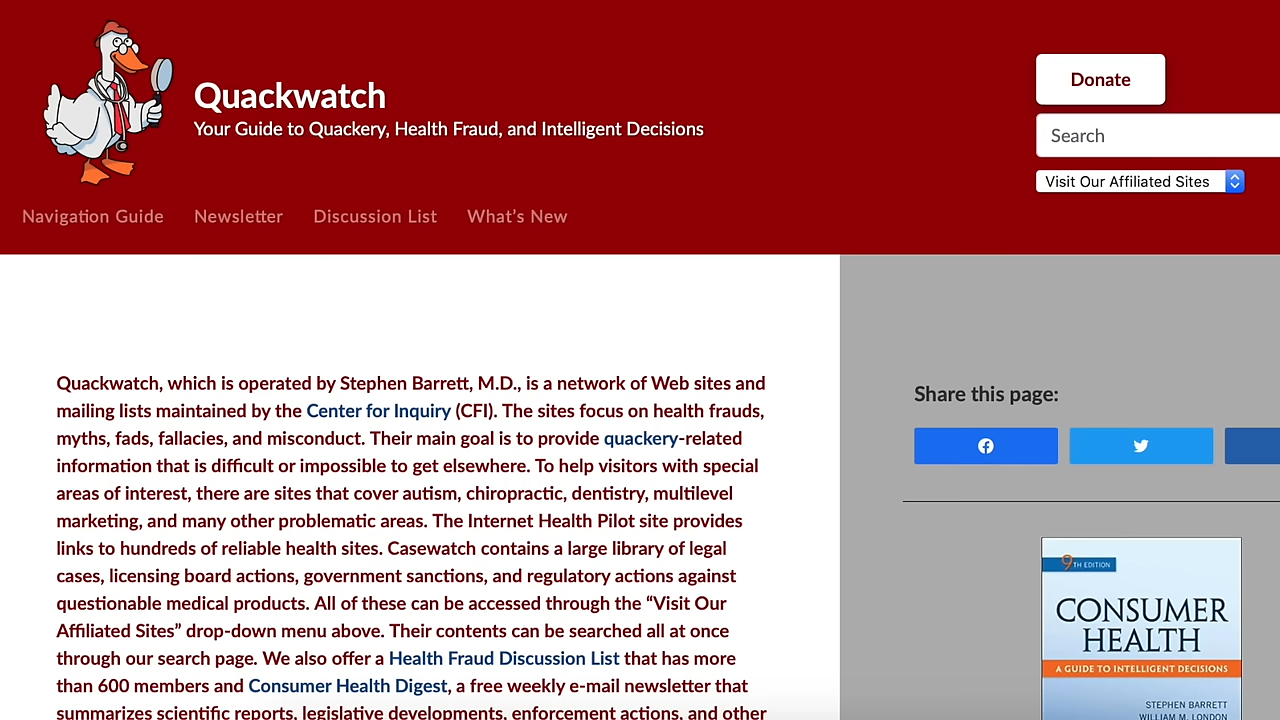 Quackwatch
Your Guide to Quackery, Health Fraud, and Intelligent Decisions
Donate
Search
Visit Our Affiliated Sites
Navigation Guide Newsletter Discussion List What's New
Quackwatch, which is operated by Stephen Barrett, M.D., is a network of Web sites and
mailing lists maintained by the Center for Inquiry (CFI). The sites focus on health frauds,
myths, fads, fallacies, and misconduct. Their main goal is to provide quackery-related
information that is difficult or impossible to get elsewhere. To help visitors with special
areas of interest, there are sites that cover autism, chiropractic, dentistry, multilevel
marketing, and many other problematic areas. The Internet Health Pilot site provides
links to hundreds of reliable health sites. Casewatch contains a large library of legal
cases, licensing board actions, government sanctions, and regulatory actions against
questionable medical products. All of these can be accessed through the “Visit Our
Affiliated Sites” drop-down menu above. Their contents can be searched all at once
through our search page. We also offer a Health Fraud Discussion List that has more
than 600 members and Consumer Health Digest, a free weekly e-mail newsletter that
summarizes scientific reports, legislative developments, enforcement actions, and other
Share this page:
9TH EDITION
CONSUMER
HEALTH
A GUIDE TO INTELLIGENT DECISIONS
STEPHEN BARRETT
WILLIAM M. LONDON